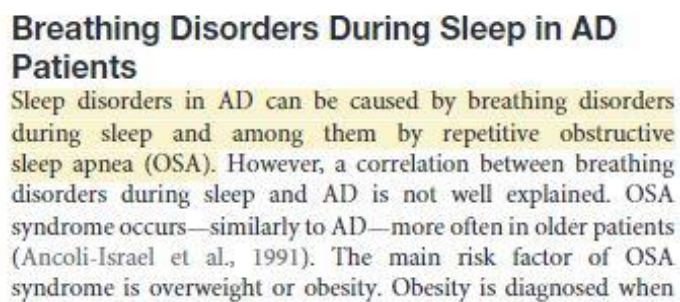 Breathing Disorders During Sleep in AD
Patients
Sleep disorders in AD can be caused by breathing disorders
during sleep and among them by repetitive obstructive
sleep apnea (OSA). However, a correlation between breathing
disorders during sleep and AD is not well explained. OSA
syndrome occurs—similarly to AD—more often in older patients
(Ancoli-Israel et al., 1991). The main risk factor of OSA
syndrome is overweight or obesity. Obesity is diagnosed when